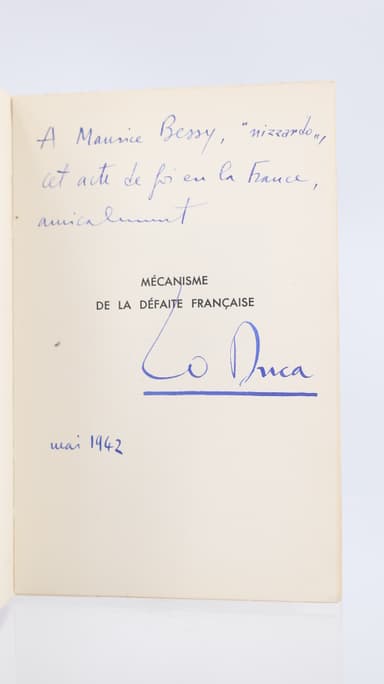 A Maurice Bessy, "nizzardo",
cet acte de foi en la France,
amicalement
MÉCANISME
DE LA DÉFAITE FRANÇAISE
Lo Duca
mai 1942